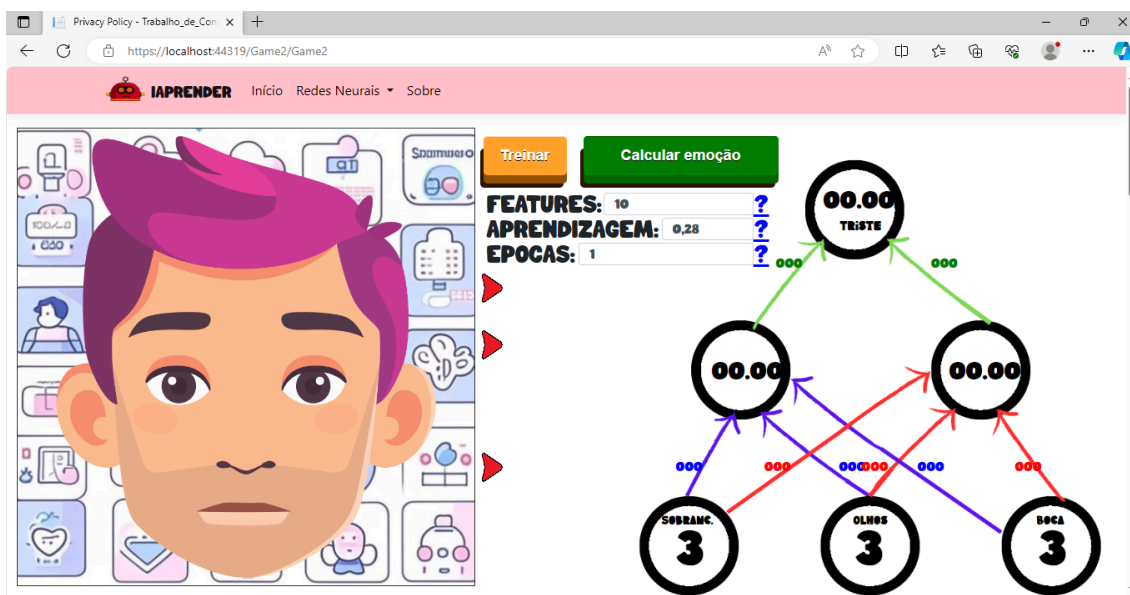 Privacy Policy - Trabalho_de_Con
https://localhost:44319/Game2/Game2
IAPRENDER
Início
Redes Neurais
Sobre
Treinar
Calcular emoção
FEATURES: 10 ?
APRENDIZAGEM: 0,28 ?
EPOCAS: 1 ?
00.00
TRiSTE
000
000
00.00
00.00
000
000
000
000
000
000
SOBRANC.
3
OLHOS
3
BOCA
3